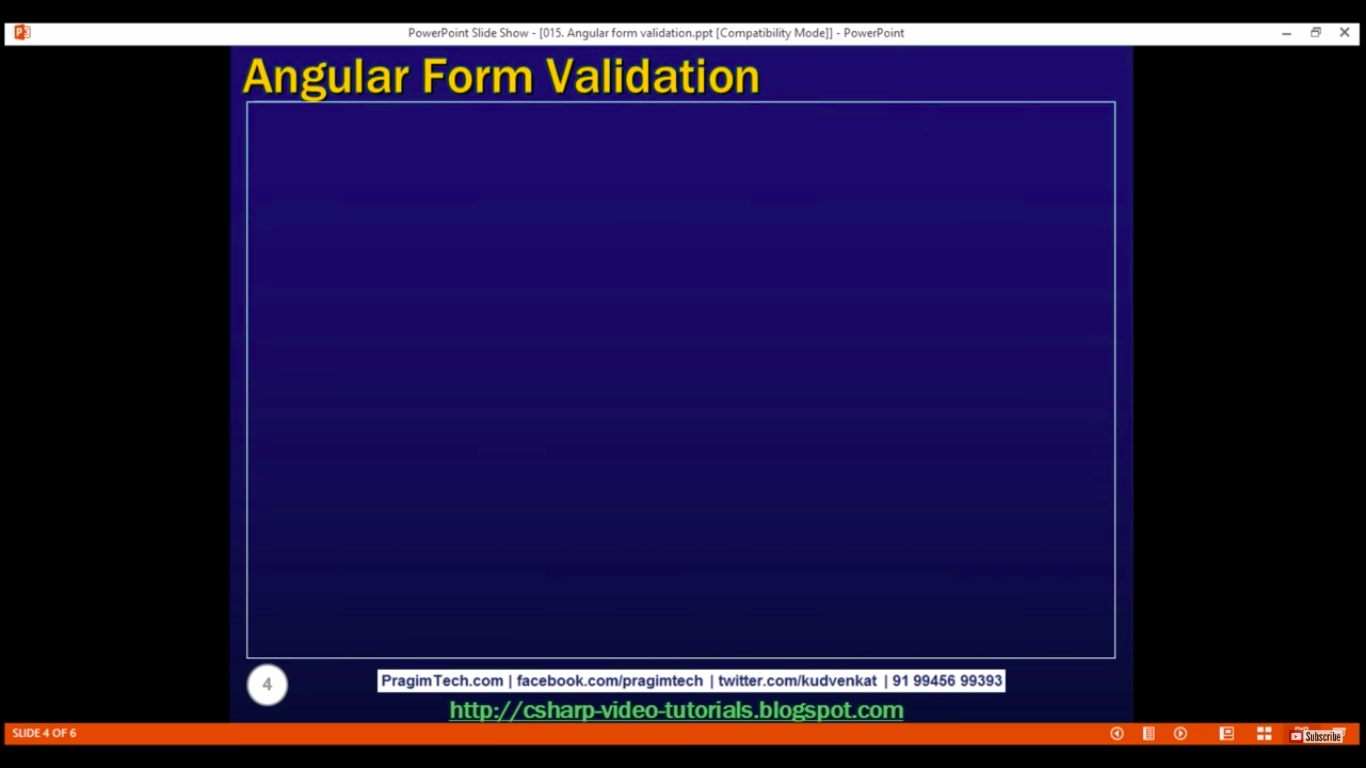 PowerPoint Slide Show - [015. Angular form validation.ppt [Compatibility Mode]] - PowerPoint
Angular Form Validation
4
PragimTech.com | facebook.com/pragimtech | twitter.com/kudvenkat | 91 99456 99393
http://csharp-video-tutorials.blogspot.com
SLIDE 4 OF 6
Subscribe